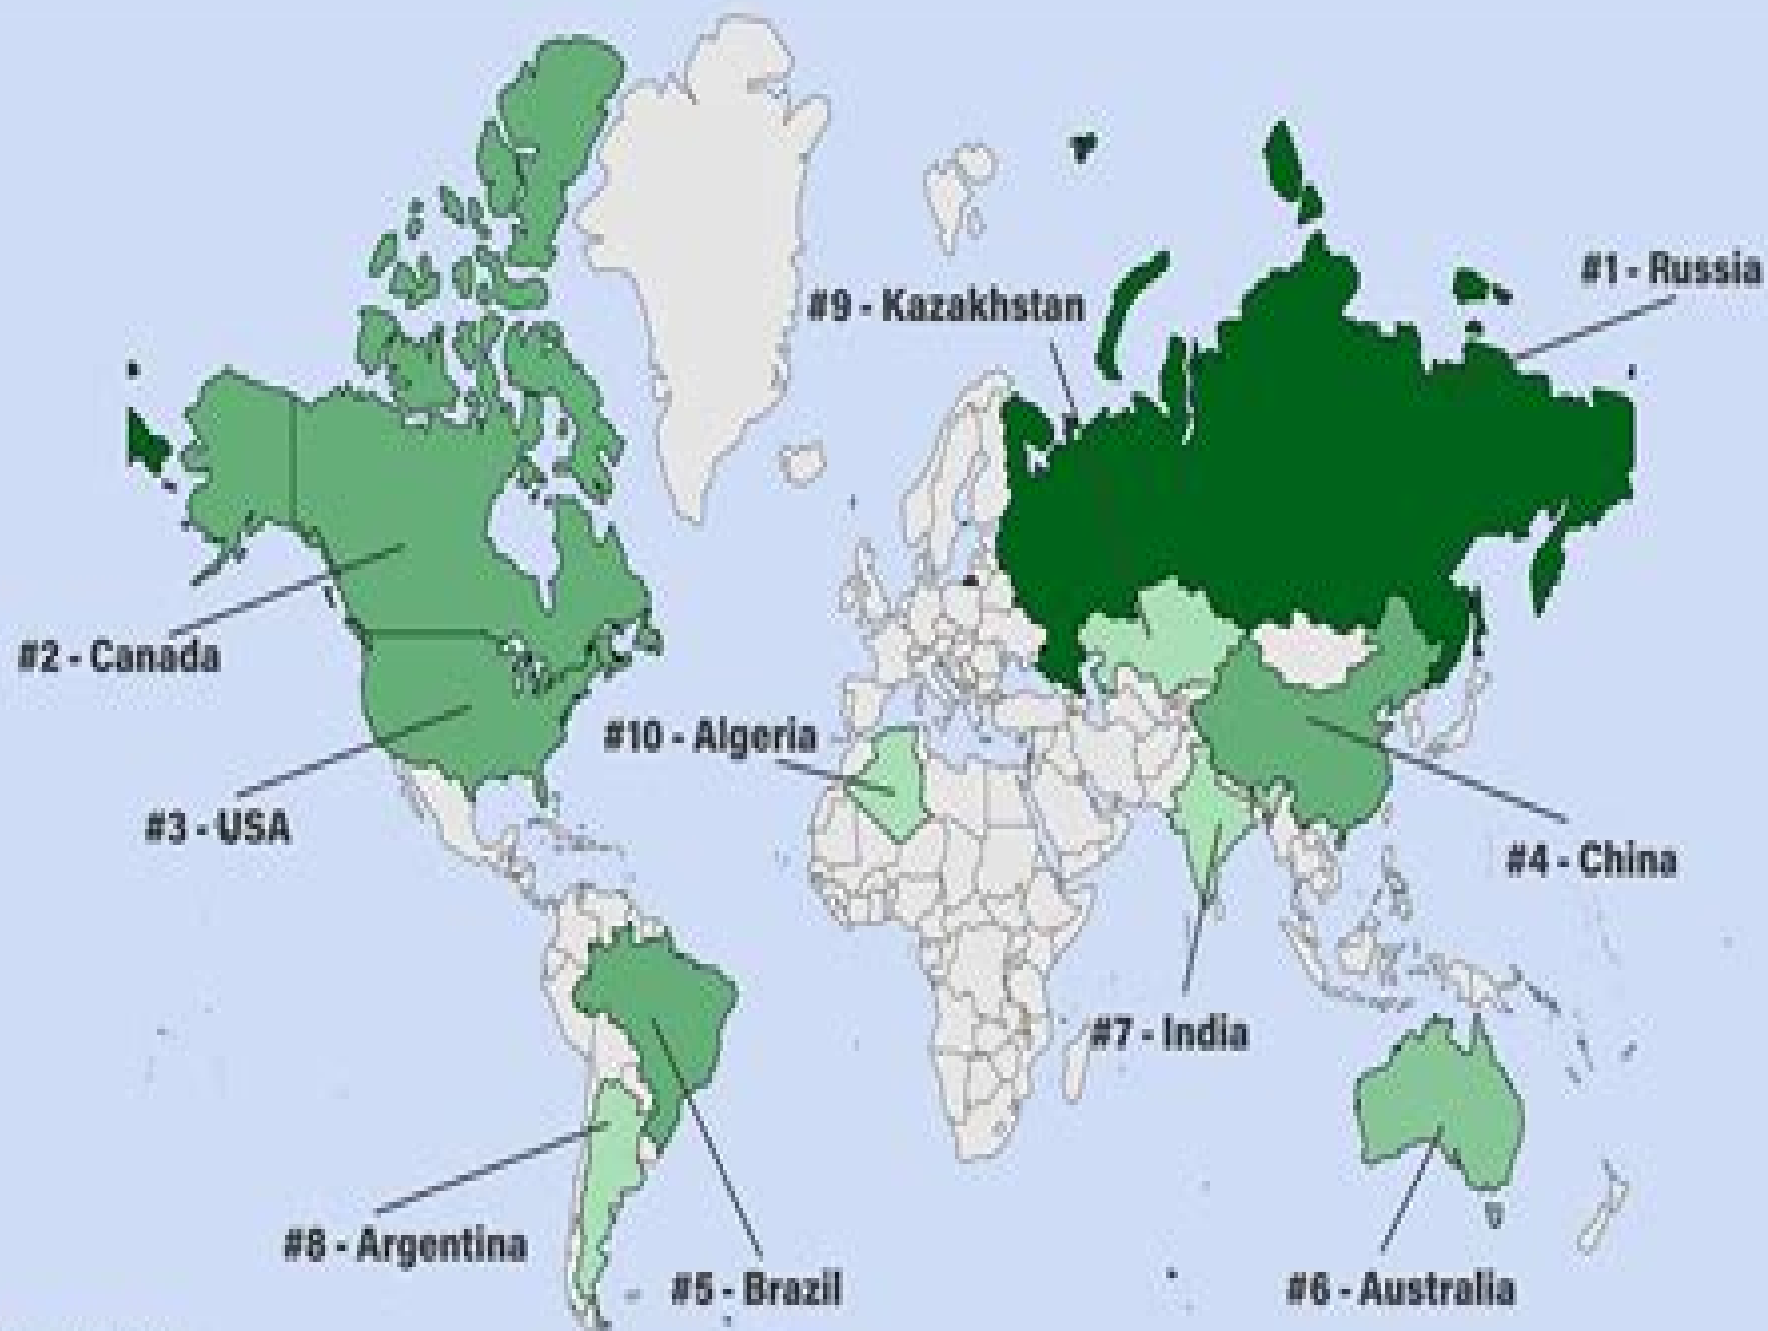 #1 - Russia
#9 - Kazakhstan
#2 - Canada
#10 - Algeria
#3 - USA
#4 - China
#7 - India
#8 - Argentina
#5 - Brazil
#6 - Australia